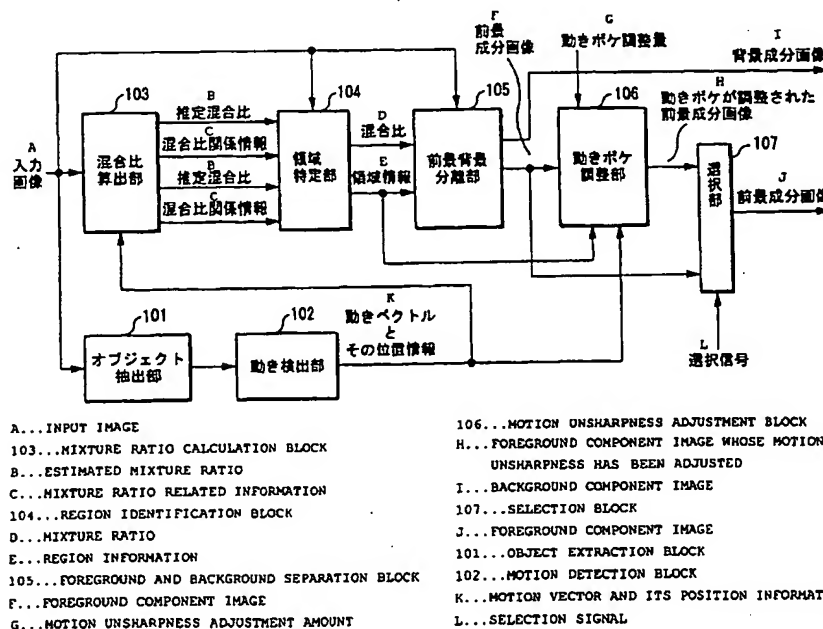 F
前景
成分画像
G
動きボケ調整量
I
背景成分画像
103
B
推定混合比
104
D
混合比
105
106
H
動きボケが調整された
前景成分画像
107
A
入力
画像
混合比
算出部
C
混合比関係情報
B
推定混合比
C
混合比関係情報
領域
特定部
E
領域情報
前景背景
分離部
動きボケ
調整部
選択部
J
前景成分画像
101
オブジェクト
抽出部
102
動き検出部
K
動きベクトル
と
その位置情報
L
選択信号
A...INPUT IMAGE
103...MIXTURE RATIO CALCULATION BLOCK
B...ESTIMATED MIXTURE RATIO
C...MIXTURE RATIO RELATED INFORMATION
104...REGION IDENTIFICATION BLOCK
D...MIXTURE RATIO
E...REGION INFORMATION
105...FOREGROUND AND BACKGROUND SEPARATION BLOCK
F...FOREGROUND COMPONENT IMAGE
G...MOTION UNSHARPNESS ADJUSTMENT AMOUNT
106...MOTION UNSHARPNESS ADJUSTMENT BLOCK
H...FOREGROUND COMPONENT IMAGE WHOSE MOTION
UNSHARPNESS HAS BEEN ADJUSTED
I...BACKGROUND COMPONENT IMAGE
107...SELECTION BLOCK
J...FOREGROUND COMPONENT IMAGE
101...OBJECT EXTRACTION BLOCK
102...MOTION DETECTION BLOCK
K...MOTION VECTOR AND ITS POSITION INFORMAT
L...SELECTION SIGNAL